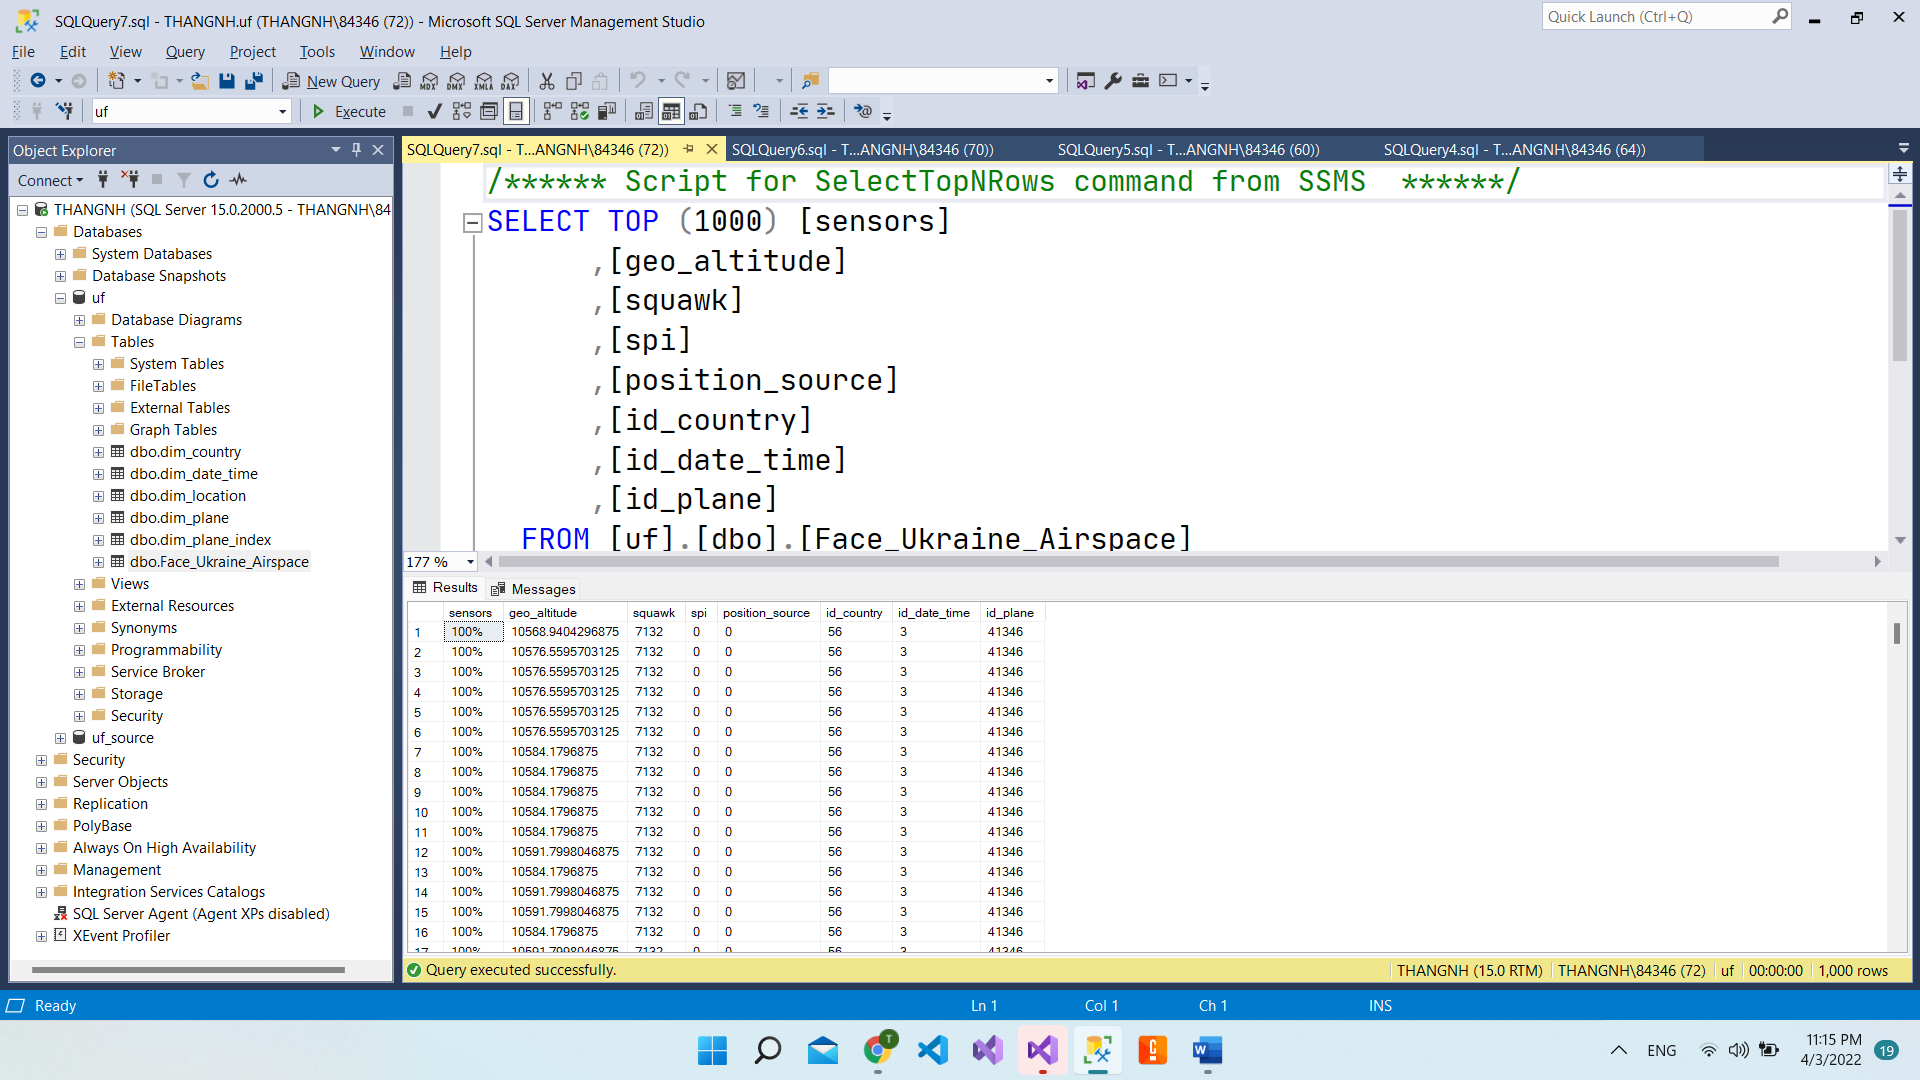 SQLQuery7.sql - THANGNH.uf (THANGNH\84346 (72)) - Microsoft SQL Server Management Studio
Quick Launch (Ctrl+Q)
File Edit View Query Project Tools Window Help
New Query MDX DMX XMLA DAX
uf Execute
Object Explorer
Connect
THANGNH (SQL Server 15.0.2000.5 - THANGNH\84
Databases
System Databases
Database Snapshots
uf
Database Diagrams
Tables
System Tables
FileTables
External Tables
Graph Tables
dbo.dim_country
dbo.dim_date_time
dbo.dim_location
dbo.dim_plane
dbo.dim_plane_index
dbo.Face_Ukraine_Airspace
Views
External Resources
Synonyms
Programmability
Service Broker
Storage
Security
uf_source
Security
Server Objects
Replication
PolyBase
Always On High Availability
Management
Integration Services Catalogs
SQL Server Agent (Agent XPs disabled)
XEvent Profiler
SQLQuery7.sql - T...ANGNH\84346 (72)) SQLQuery6.sql - T...ANGNH\84346 (70)) SQLQuery5.sql - T...ANGNH\84346 (60)) SQLQuery4.sql - T...ANGNH\84346 (64))
/****** Script for SelectTopNRows command from SSMS ******/
SELECT TOP (1000) [sensors]
,[geo_altitude]
,[squawk]
,[spi]
,[position_source]
,[id_country]
,[id_date_time]
,[id_plane]
FROM [uf].[dbo].[Face_Ukraine_Airspace]
177 %
Results Messages
sensors geo_altitude squawk spi position_source id_country id_date_time id_plane
1 100% 10568.9404296875 7132 0 0 56 3 41346
2 100% 10576.5595703125 7132 0 0 56 3 41346
3 100% 10576.5595703125 7132 0 0 56 3 41346
4 100% 10576.5595703125 7132 0 0 56 3 41346
5 100% 10576.5595703125 7132 0 0 56 3 41346
6 100% 10576.5595703125 7132 0 0 56 3 41346
7 100% 10584.1796875 7132 0 0 56 3 41346
8 100% 10584.1796875 7132 0 0 56 3 41346
9 100% 10584.1796875 7132 0 0 56 3 41346
10 100% 10584.1796875 7132 0 0 56 3 41346
11 100% 10584.1796875 7132 0 0 56 3 41346
12 100% 10591.7998046875 7132 0 0 56 3 41346
13 100% 10584.1796875 7132 0 0 56 3 41346
14 100% 10591.7998046875 7132 0 0 56 3 41346
15 100% 10591.7998046875 7132 0 0 56 3 41346
16 100% 10584.1796875 7132 0 0 56 3 41346
17 100% 10591.7998046875 7132 0 0 56 3 41346
Query executed successfully. THANGNH (15.0 RTM) THANGNH\84346 (72) uf 00:00:00 1,000 rows
Ready Ln 1 Col 1 Ch 1 INS
T ENG 11:15 PM
4/3/2022 19